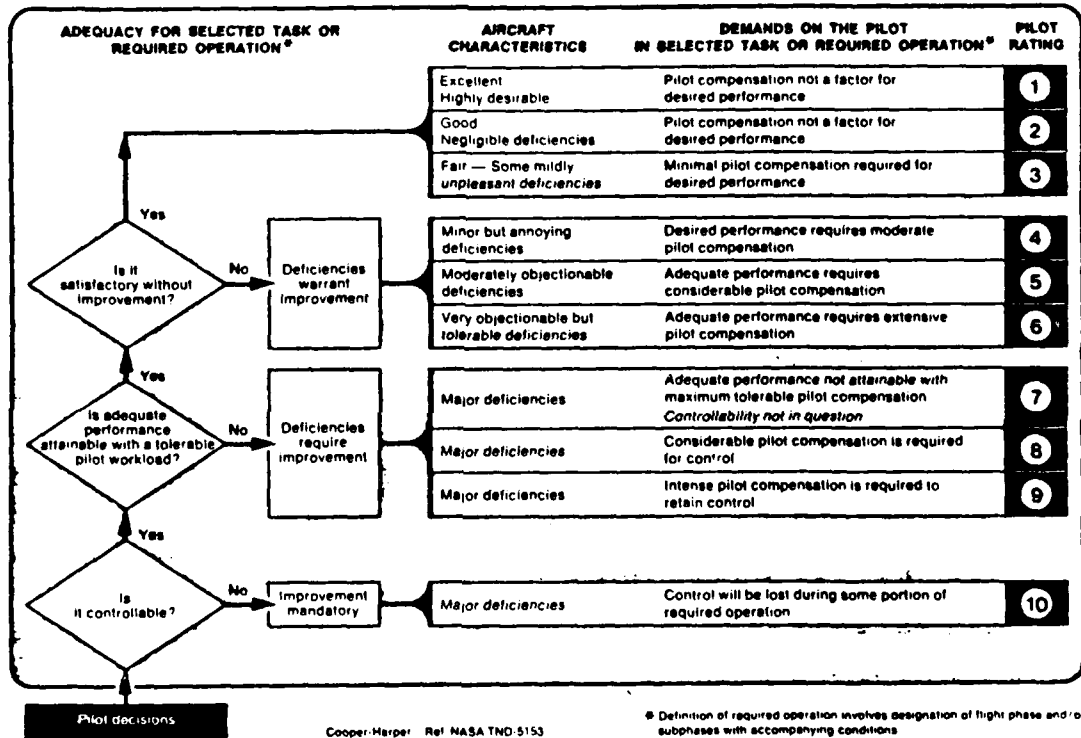 ADEQUACY FOR SELECTED TASK OR
REQUIRED OPERATION*
AIRCRAFT
CHARACTERISTICS
DEMANDS ON THE PILOT
IN SELECTED TASK OR REQUIRED OPERATION*
PILOT
RATING
Excellent
Highly desirable
Pilot compensation not a factor for
desired performance
1
Good
Negligible deficiencies
Pilot compensation not a factor for
desired performance
2
Fair — Some mildly
unpleasant deficiencies
Minimal pilot compensation required for
desired performance
3
Yes
Is it
satisfactory without
improvement?
No
Deficiencies
warrant
improvement
Minor but annoying
deficiencies
Desired performance requires moderate
pilot compensation
4
Moderately objectionable
deficiencies
Adequate performance requires
considerable pilot compensation
5
Very objectionable but
tolerable deficiencies
Adequate performance requires extensive
pilot compensation
6
Yes
Is adequate
performance
attainable with a tolerable
pilot workload?
No
Deficiencies
require
improvement
Major deficiencies
Adequate performance not attainable with
maximum tolerable pilot compensation
Controllability not in question
7
Major deficiencies
Considerable pilot compensation is required
for control
8
Major deficiencies
Intense pilot compensation is required to
retain control
9
Yes
Is
it controllable?
No
Improvement
mandatory
Major deficiencies
Control will be lost during some portion of
required operation
10
Pilot decisions
Cooper-Harper Ref NASA TND-5153
* Definition of required operation involves designation of flight phase and/o
subphases with accompanying conditions